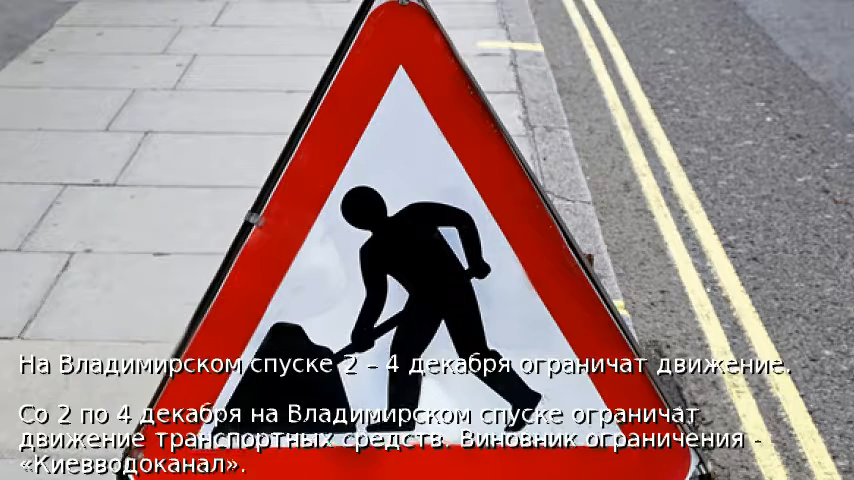 На Владимирском спуске 2 – 4 декабря ограничат движение.
Со 2 по 4 декабря на Владимирском спуске ограничат
движение транспортных средств. Виновник ограничения -
«Киевводоканал».